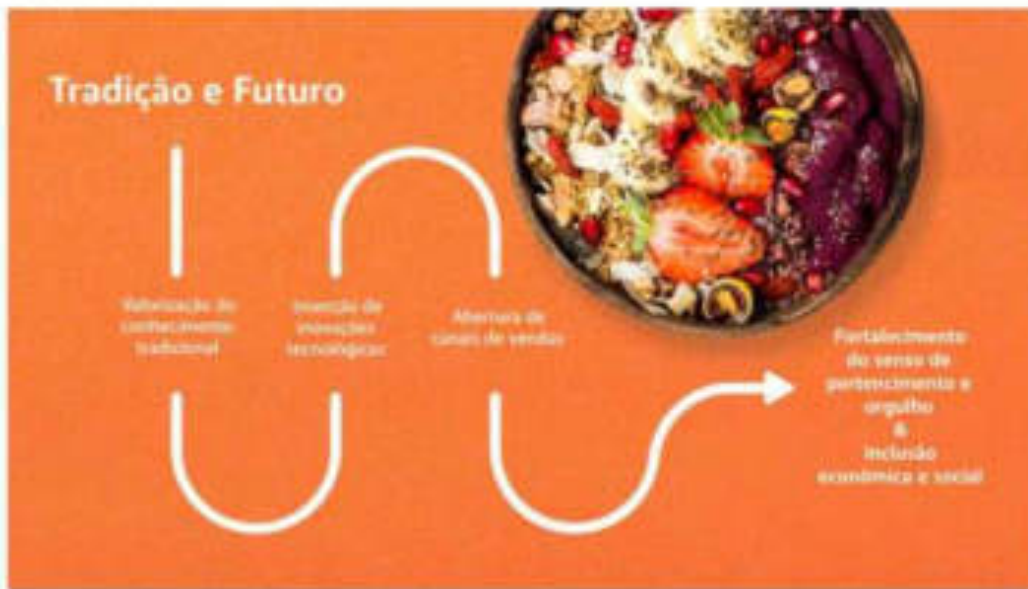 Tradição e Futuro
Valorização do
conhecimento
tradicional
Inserção de
inovações
tecnológicas
Abertura de
canais de vendas
Fortalecimento
do senso de
pertencimento e
orgulho
&
inclusão
econômica e social